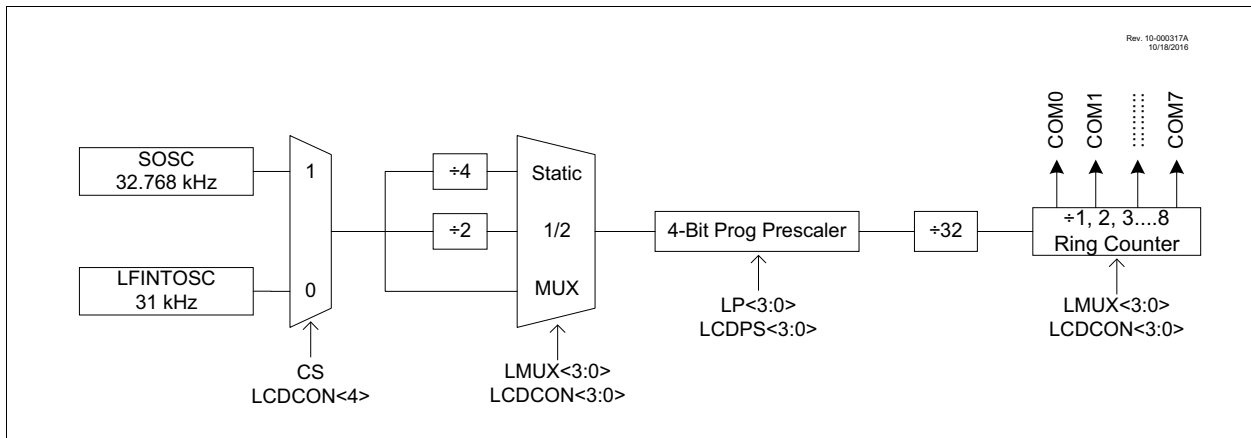 Rev. 10-000317A
10/18/2016
COM0
COM1
COM7
SOSC
32.768 kHz
1
÷4
Static
÷2
1/2
4-Bit Prog Prescaler
÷32
÷1, 2, 3....8
Ring Counter
LFINTOSC
31 kHz
0
MUX
LP<3:0>
LCDPS<3:0>
LMUX<3:0>
LCDCON<3:0>
CS
LCDCON<4>
LMUX<3:0>
LCDCON<3:0>